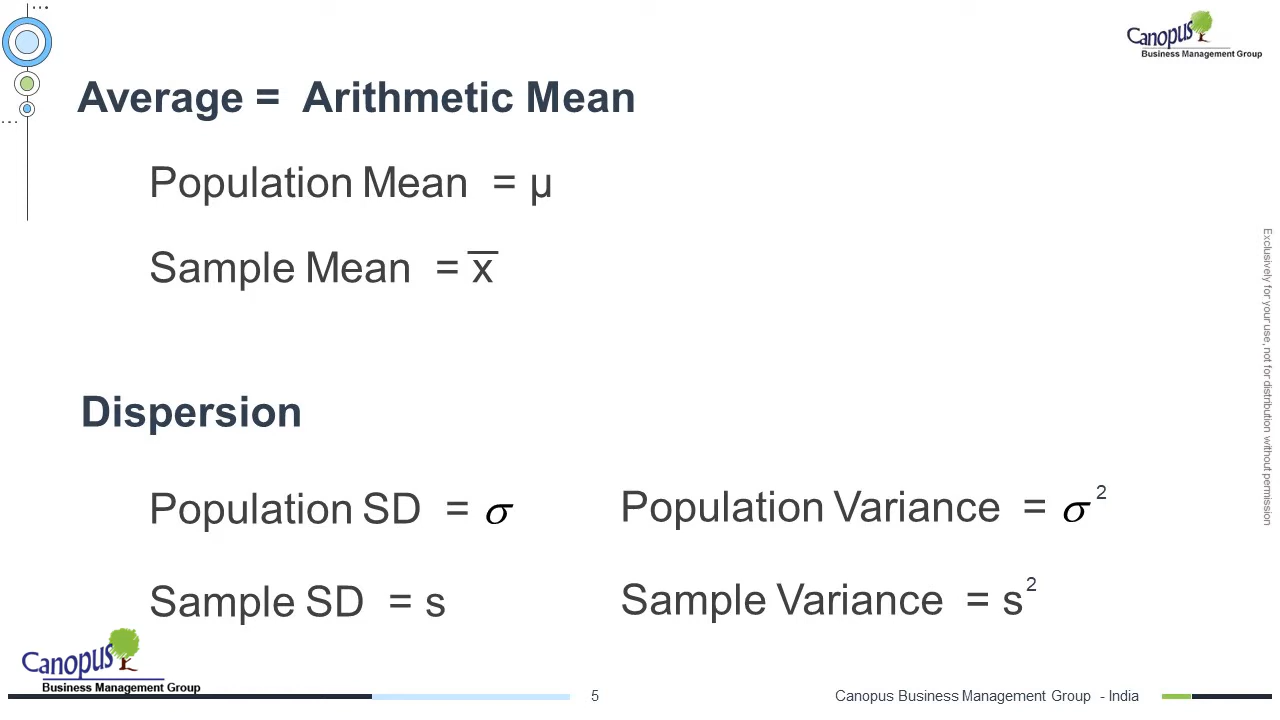 Canopus
Business Management Group
Average = Arithmetic Mean
Population Mean = µ
Sample Mean = x̅
Dispersion
Population SD = σ
Population Variance = σ²
Sample SD = s
Sample Variance = s²
Exclusively for your use, not for distribution without permission
Canopus
Business Management Group
5
Canopus Business Management Group - India